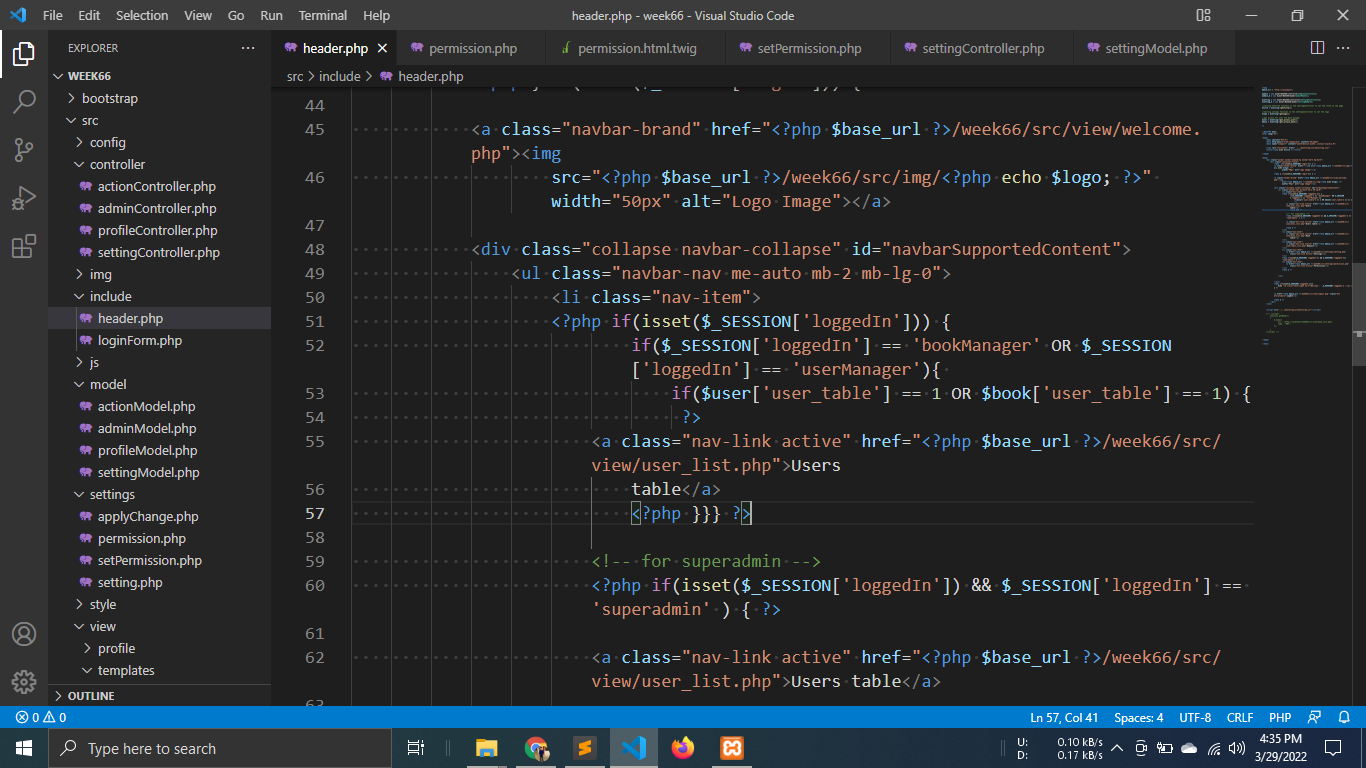 File Edit Selection View Go Run Terminal Help header.php - week66 - Visual Studio Code
EXPLORER
WEEK66
bootstrap
src
config
controller
actionController.php
adminController.php
profileController.php
settingController.php
img
include
header.php
loginForm.php
js
model
actionModel.php
adminModel.php
profileModel.php
settingModel.php
settings
applyChange.php
permission.php
setPermission.php
setting.php
style
view
profile
templates
OUTLINE
header.php permission.php permission.html.twig setPermission.php settingController.php settingModel.php
src > include > header.php
44
45 <a class="navbar-brand" href="<?php $base_url ?>/week66/src/view/welcome.
php"><img
46 src="<?php $base_url ?>/week66/src/img/<?php echo $logo; ?>"
width="50px" alt="Logo Image"></a>
47
48 <div class="collapse navbar-collapse" id="navbarSupportedContent">
49 <ul class="navbar-nav me-auto mb-2 mb-lg-0">
50 <li class="nav-item">
51 <?php if(isset($_SESSION['loggedIn'])) {
52 if($_SESSION['loggedIn'] == 'bookManager' OR $_SESSION
['loggedIn'] == 'userManager'){
53 if($user['user_table'] == 1 OR $book['user_table'] == 1) {
54 ?>
55 <a class="nav-link active" href="<?php $base_url ?>/week66/src/
view/user_list.php">Users
56 table</a>
57 <?php }}} ?>
58
59 <!-- for superadmin -->
60 <?php if(isset($_SESSION['loggedIn']) && $_SESSION['loggedIn'] ==
'superadmin' ) { ?>
61
62 <a class="nav-link active" href="<?php $base_url ?>/week66/src/
view/user_list.php">Users table</a>
63
0 0 Ln 57, Col 41 Spaces: 4 UTF-8 CRLF PHP
Type here to search
U: 0.10 kB/s
D: 0.17 kB/s
4:35 PM
3/29/2022